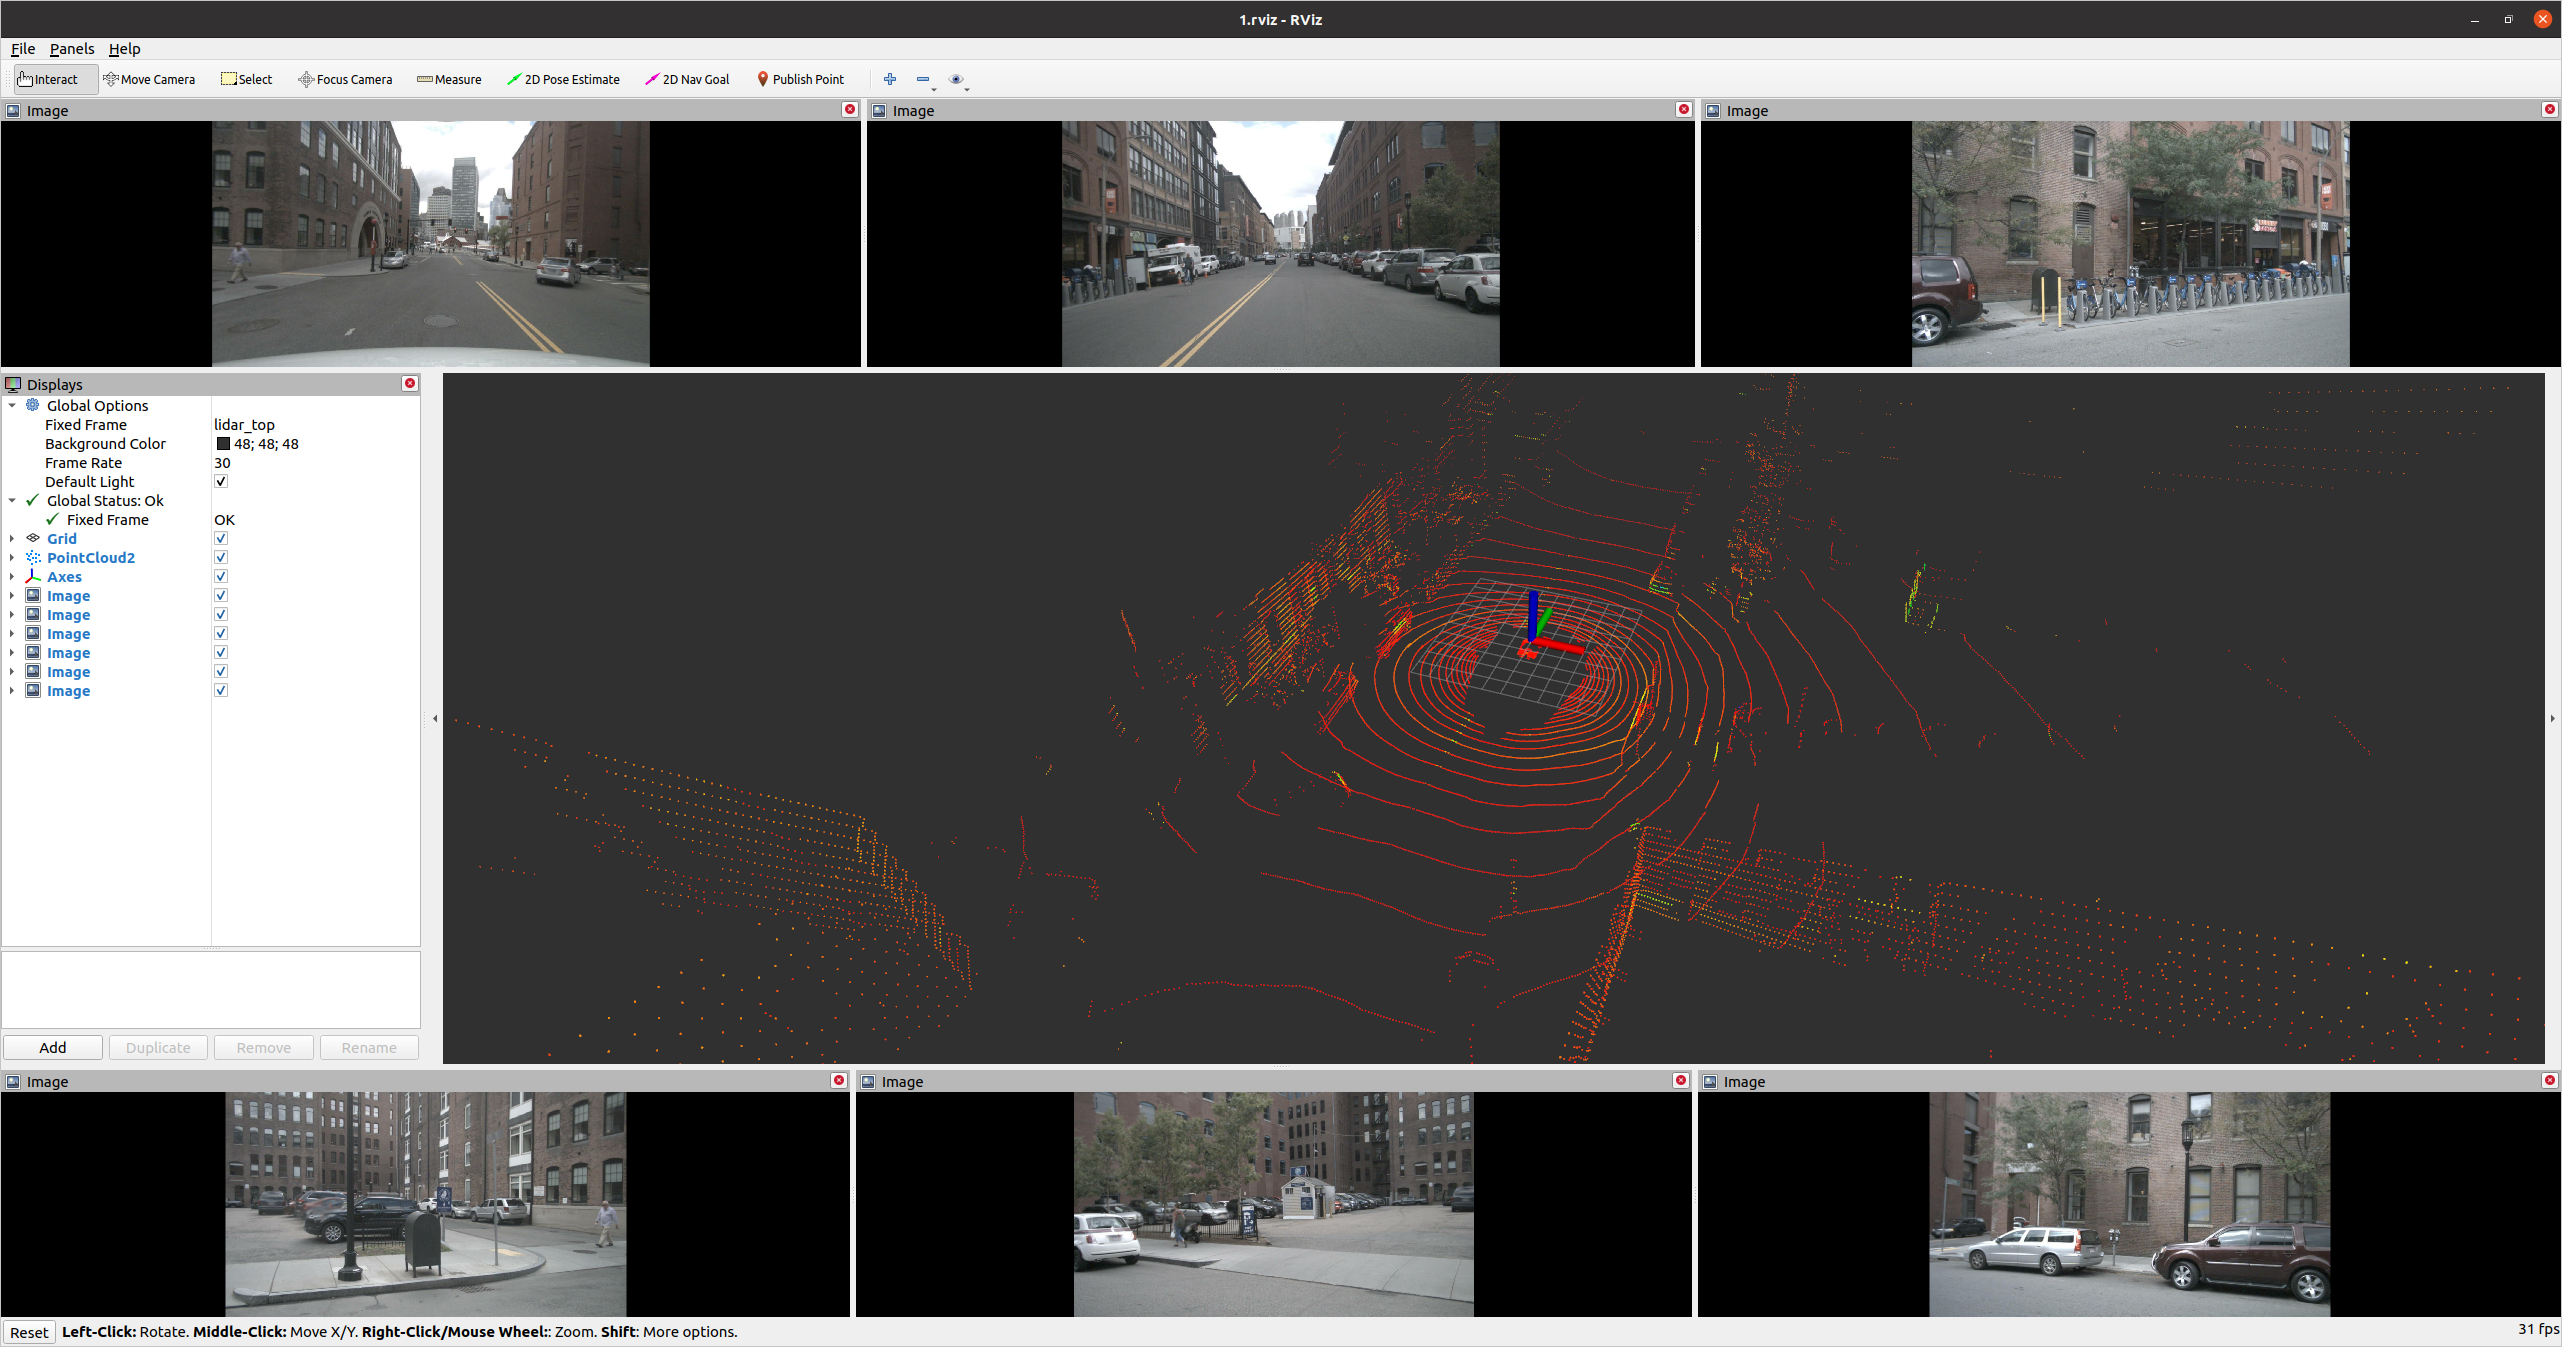 1.rviz - RViz
File Panels Help
Interact Move Camera Select Focus Camera Measure 2D Pose Estimate 2D Nav Goal Publish Point
Image Image Image
Displays
Global Options
Fixed Frame lidar_top
Background Color 48; 48; 48
Frame Rate 30
Default Light
Global Status: Ok
Fixed Frame OK
Grid
PointCloud2
Axes
Image
Image
Image
Image
Image
Image
Add Duplicate Remove Rename
Image Image Image
Reset Left-Click: Rotate. Middle-Click: Move X/Y. Right-Click/Mouse Wheel:: Zoom. Shift: More options. 31 fps